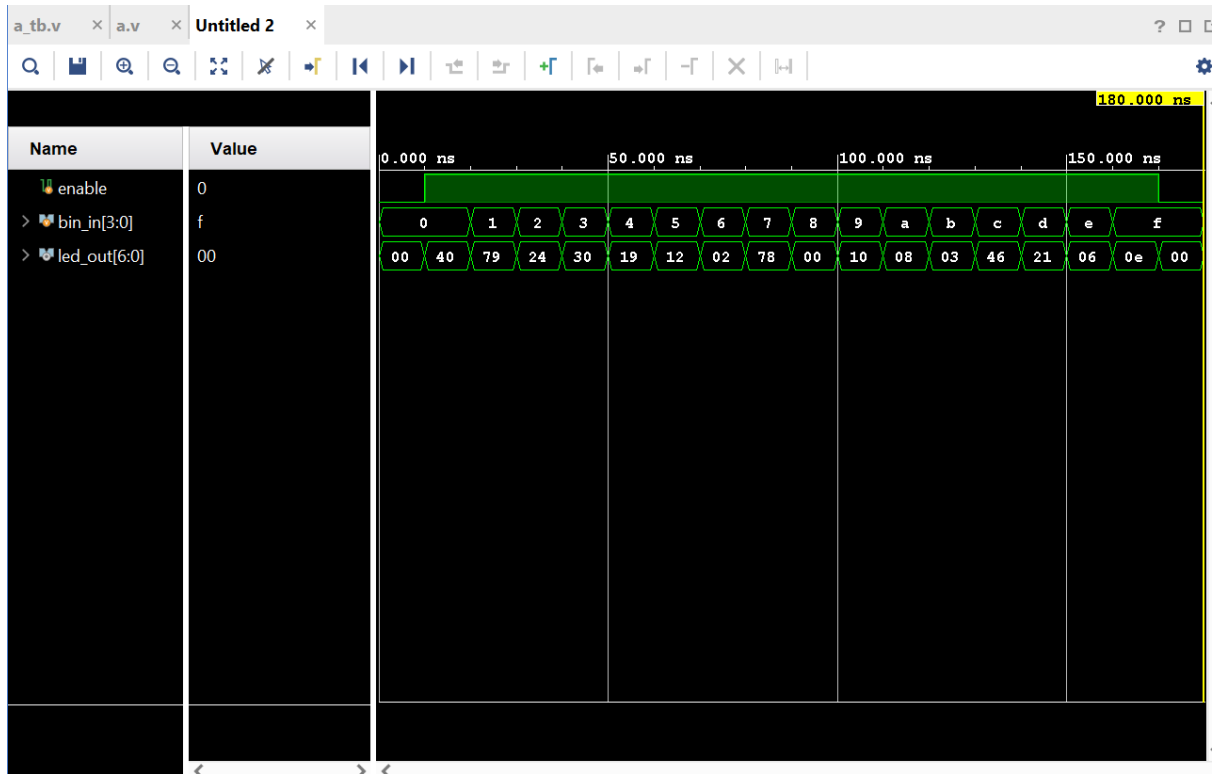 a_tb.v × a.v × Untitled 2 ×
?
180.000 ns
Name Value
0.000 ns 50.000 ns 100.000 ns 150.000 ns
enable 0
bin_in[3:0] f 0 1 2 3 4 5 6 7 8 9 a b c d e f
led_out[6:0] 00 00 40 79 24 30 19 12 02 78 00 10 08 03 46 21 06 0e 00